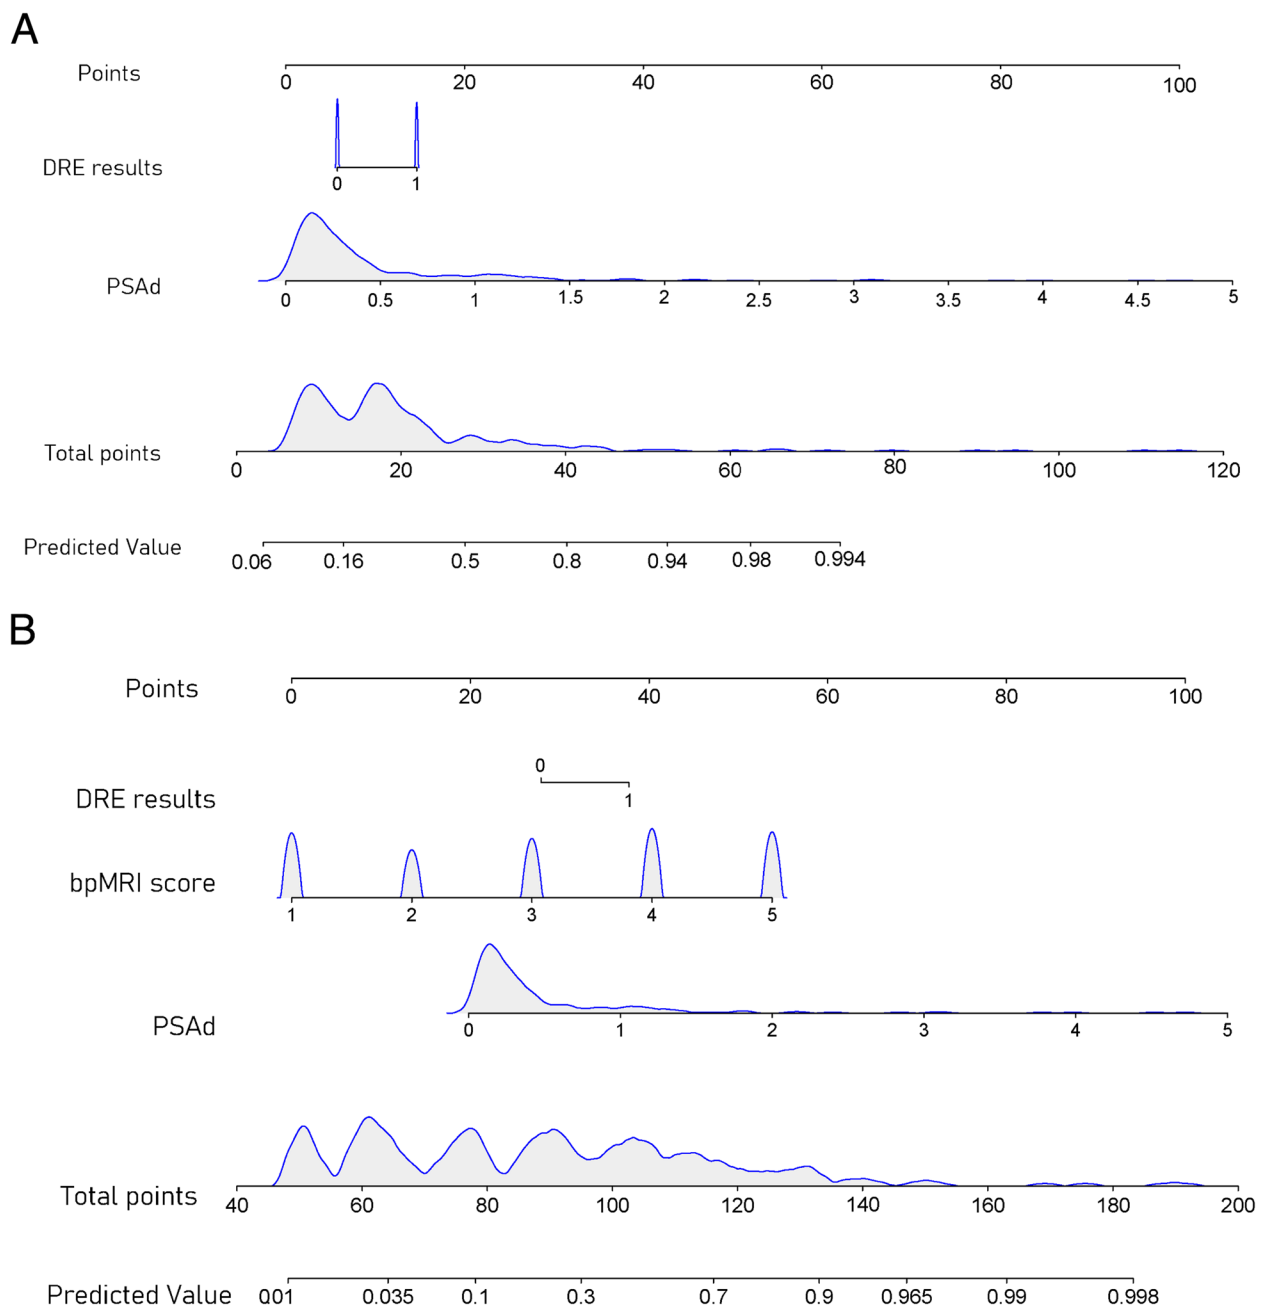 A
Points
0 20 40 60 80 100
DRE results
0 1
PSAd
0 0.5 1 1.5 2 2.5 3 3.5 4 4.5 5
Total points
0 20 40 60 80 100 120
Predicted Value
0.06 0.16 0.5 0.8 0.94 0.98 0.994
B
Points
0 20 40 60 80 100
0
DRE results
1
bpMRI score
1 2 3 4 5
PSAd
0 1 2 3 4 5
Total points
40 60 80 100 120 140 160 180 200
Predicted Value
0.01 0.035 0.1 0.3 0.7 0.9 0.965 0.99 0.998